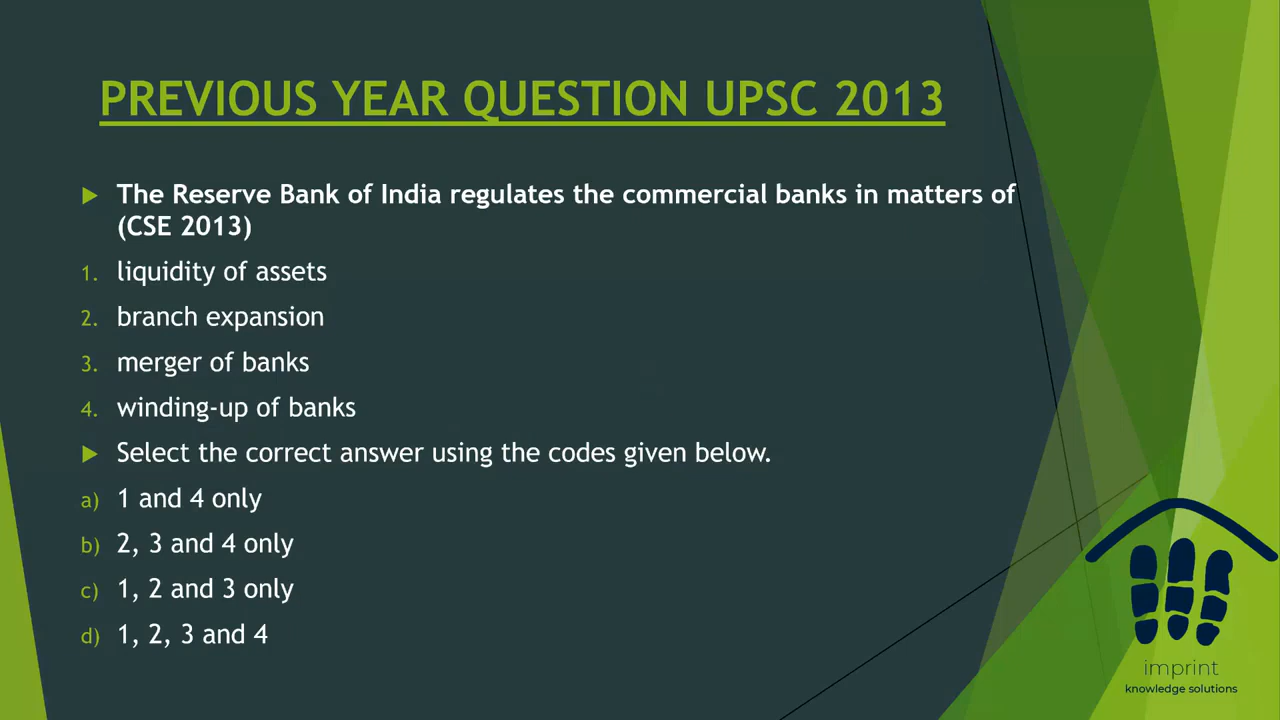 PREVIOUS YEAR QUESTION UPSC 2013
The Reserve Bank of India regulates the commercial banks in matters of
(CSE 2013)
1. liquidity of assets
2. branch expansion
3. merger of banks
4. winding-up of banks
Select the correct answer using the codes given below.
a) 1 and 4 only
b) 2, 3 and 4 only
c) 1, 2 and 3 only
d) 1, 2, 3 and 4
imprint
knowledge solutions